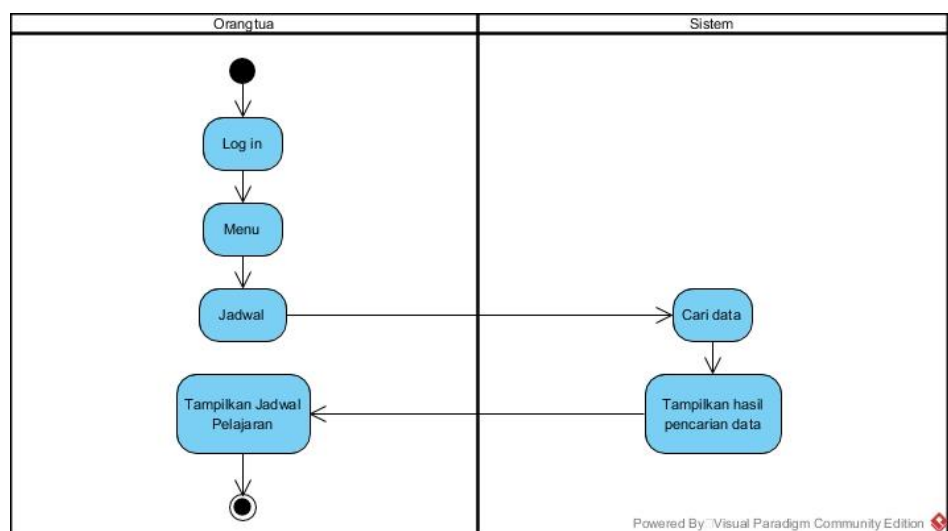 Orangtua
Sistem
Log in
Menu
Jadwal
Cari data
Tampilkan hasil
pencarian data
Tampilkan Jadwal
Pelajaran
Powered By Visual Paradigm Community Edition